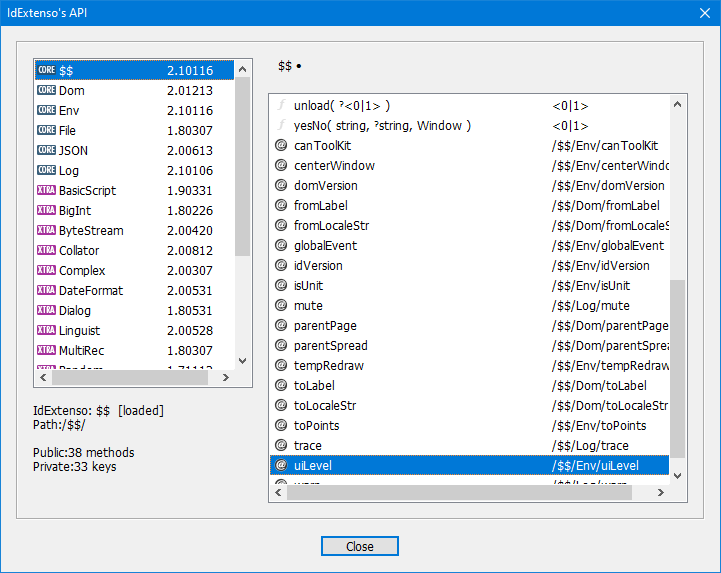 IdExtenso's API
CORE $$ 2.10116
CORE Dom 2.01213
CORE Env 2.10116
CORE File 1.80307
CORE JSON 2.00613
CORE Log 2.10106
XTRA BasicScript 1.90331
XTRA BigInt 1.80226
XTRA ByteStream 2.00420
XTRA Collator 2.00812
XTRA Complex 2.00307
XTRA DateFormat 2.00531
XTRA Dialog 1.80531
XTRA Linguist 2.00528
XTRA MultiRec 1.80307
IdExtenso: $$ [loaded]
Path:/$$/
Public:38 methods
Private:33 keys
$$ •
f unload( ?<0|1> ) <0|1>
f yesNo( string, ?string, Window ) <0|1>
@ canToolKit /$$/Env/canToolKit
@ centerWindow /$$/Env/centerWindo
@ domVersion /$$/Env/domVersion
@ fromLabel /$$/Dom/fromLabel
@ fromLocaleStr /$$/Dom/fromLocaleS
@ globalEvent /$$/Env/globalEvent
@ idVersion /$$/Env/idVersion
@ isUnit /$$/Env/isUnit
@ mute /$$/Log/mute
@ parentPage /$$/Dom/parentPage
@ parentSpread /$$/Dom/parentSprea
@ tempRedraw /$$/Env/tempRedraw
@ toLabel /$$/Dom/toLabel
@ toLocaleStr /$$/Dom/toLocaleStr
@ toPoints /$$/Env/toPoints
@ trace /$$/Log/trace
@ uiLevel /$$/Env/uiLevel
Close